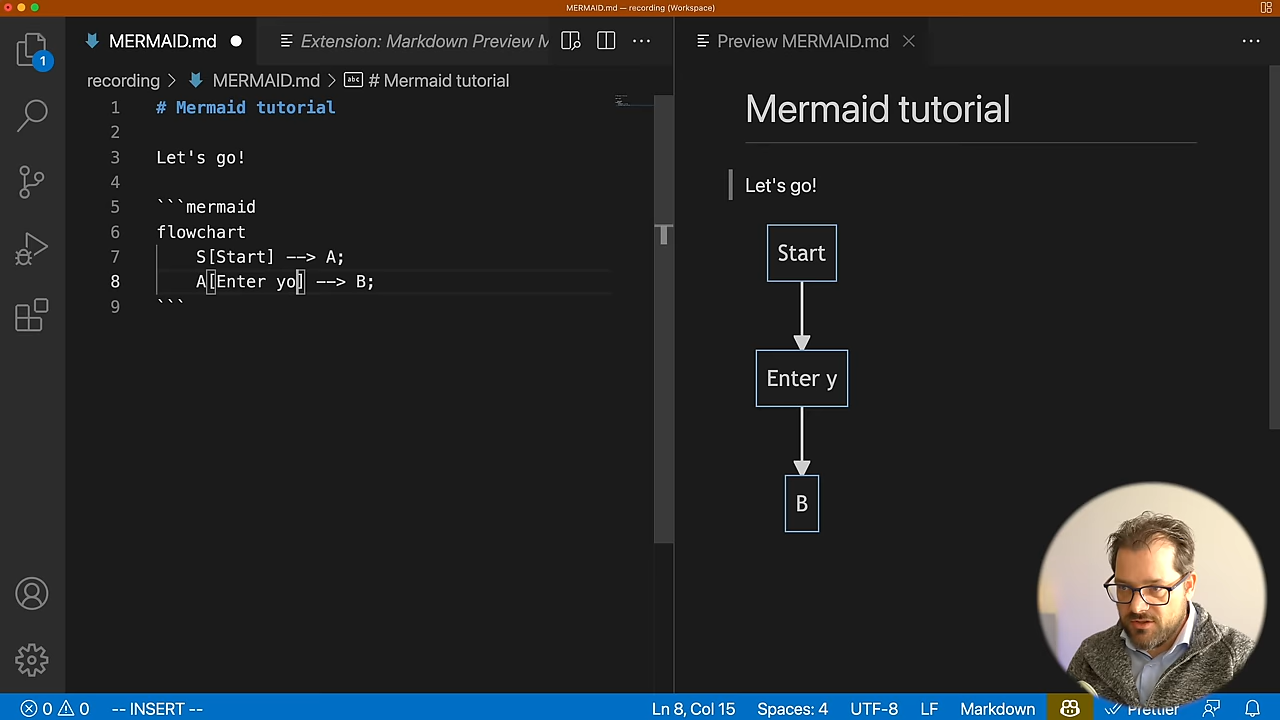 MERMAID.md — recording (Workspace)
MERMAID.md
Extension: Markdown Preview M
Preview MERMAID.md
1
recording > MERMAID.md > abc # Mermaid tutorial
1 # Mermaid tutorial
2
3 Let's go!
4
5 ```mermaid
6 flowchart
7 S[Start] --> A;
8 A[Enter yo] --> B;
9 ```
Mermaid tutorial
Let's go!
Start
Enter y
B
0 0 -- INSERT --
Ln 8, Col 15 Spaces: 4 UTF-8 LF Markdown Prettier